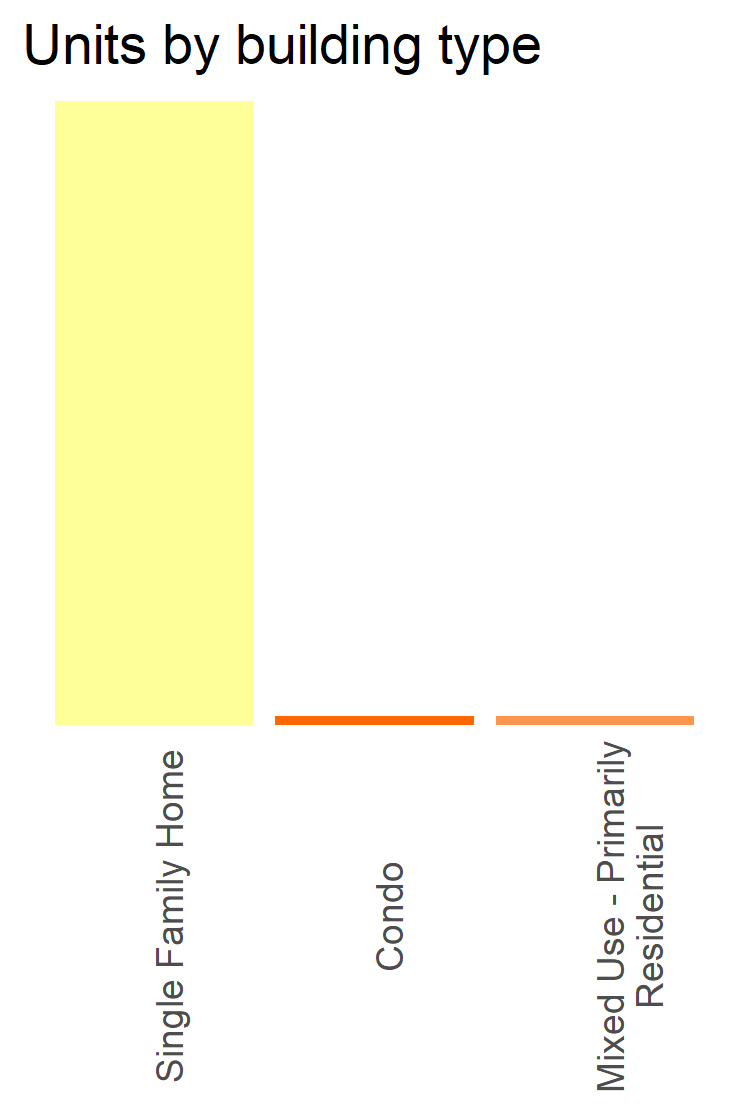 Units by building type
Single Family Home
Condo
Mixed Use - Primarily
Residential